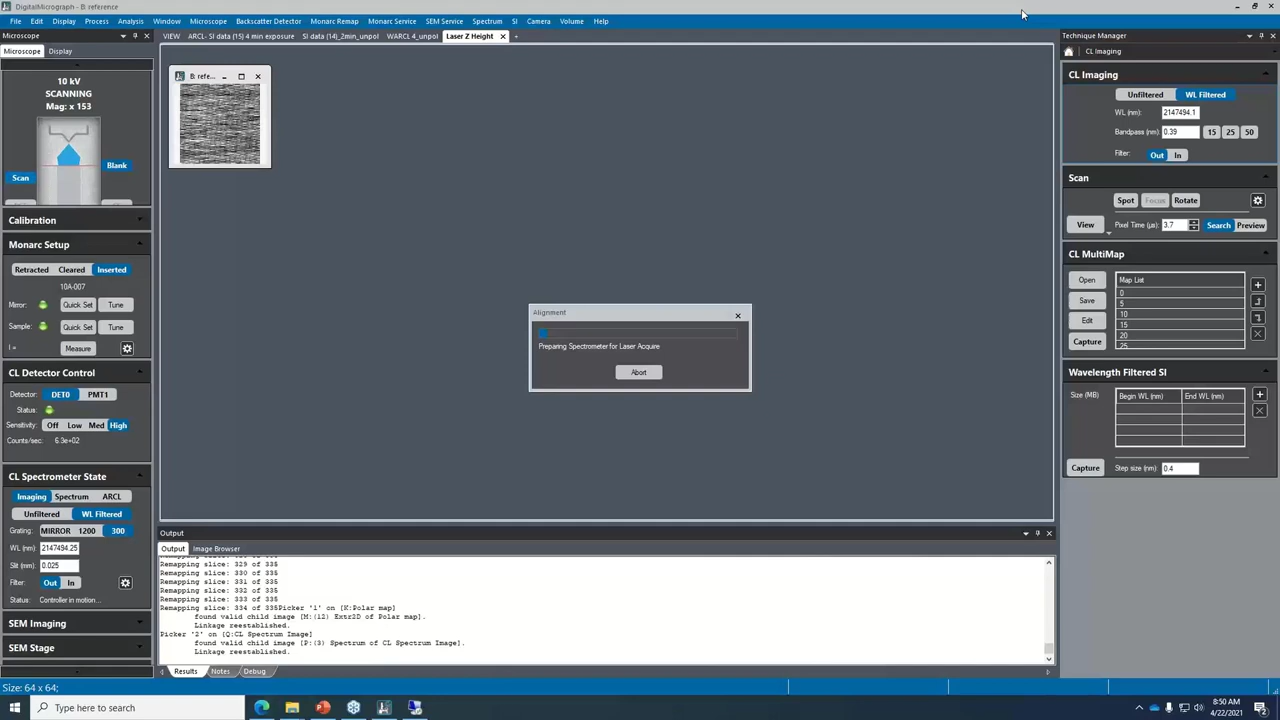 DigitalMicrograph - B: reference
File Edit Display Process Analysis Window Microscope Backscatter Detector Monarc Remap Monarc Service SEM Service Spectrum SI Camera Volume Help
Microscope
Microscope Display
10 kV
SCANNING
Mag: x 153
Scan
Blank
Calibration
Monarc Setup
Retracted Cleared Inserted
10A-007
Mirror: Quick Set Tune
Sample: Quick Set Tune
I = Measure
CL Detector Control
Detector: DET0 PMT1
Status:
Sensitivity: Off Low Med High
Counts/sec: 6.3e+02
CL Spectrometer State
Imaging Spectrum ARCL
Unfiltered WL Filtered
Grating: MIRROR 1200 300
WL (nm): 2147494.25
Slit (nm): 0.025
Filter: Out In
Status: Controller in motion...
SEM Imaging
SEM Stage
VIEW ARCL- SI data (15) 4 min exposure SI data (14)_2min_unpol WARCL 4_unpol Laser Z Height
B: refe...
Alignment
Preparing Spectrometer for Laser Acquire
Abort
Output
Output Image Browser
Remapping slice: 329 of 335
Remapping slice: 330 of 335
Remapping slice: 331 of 335
Remapping slice: 332 of 335
Remapping slice: 333 of 335
Remapping slice: 334 of 335Picker '1' on [K:Polar map]
found valid child image [M:(12) Extr2D of Polar map].
Linkage reestablished.
Picker '2' on [Q:CL Spectrum Image]
found valid child image [P:(3) Spectrum of CL Spectrum Image].
Linkage reestablished.
Results Notes Debug
Technique Manager
CL Imaging
CL Imaging
Unfiltered WL Filtered
WL (nm): 2147494.1
Bandpass (nm): 0.39 15 25 50
Filter: Out In
Scan
Spot Focus Rotate
View Pixel Time (µs): 3.7 Search Preview
CL MultiMap
Open
Save
Edit
Capture
Map List
0
5
10
15
20
25
Wavelength Filtered SI
Size (MB) Begin WL (nm) End WL (nm)
Capture Step size (nm) 0.4
Size: 64 x 64;
Type here to search
8:50 AM
4/22/2021
2